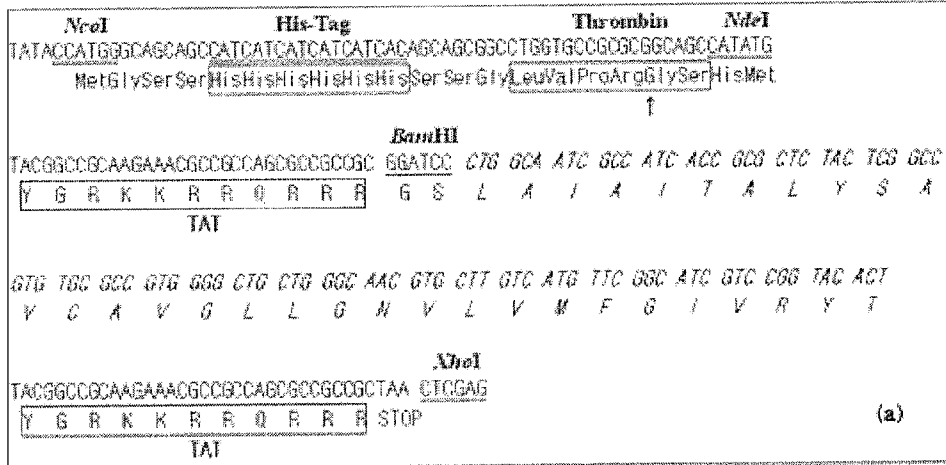 NcoI His-Tag Thrombin NdeI
TATACCATGGGCAGCAGCCATCATCATCATCATCACAGCAGCGGCCTGGTGCCGCGCGGCAGCCATATG
MetGlySerSerHisHisHisHisHisHisSerSerGlyLeuValProArgGlySerHisMet
↑
BamHI
TACGGCCGCAAGAAACGCCGCCAGCGCCGCCGC GGATCC CTG GCA ATC GCC ATC ACC GCG CTC TAC TCG GCC
Y G R K K R R Q R R R G S L A I A I T A L Y S A
TAT
GTG TGC GCC GTG GGG CTG CTG GGC AAC GTG CTT GTC ATG TTC GGC ATC GTC CGG TAC ACT
V C A V G L L G N V L V M F G I V R Y T
XhoI
TACGGCCGCAAGAAACGCCGCCAGCGCCGCCGCTAA CTCGAG
Y G R K K R R Q R R R STOP (a)
TAT